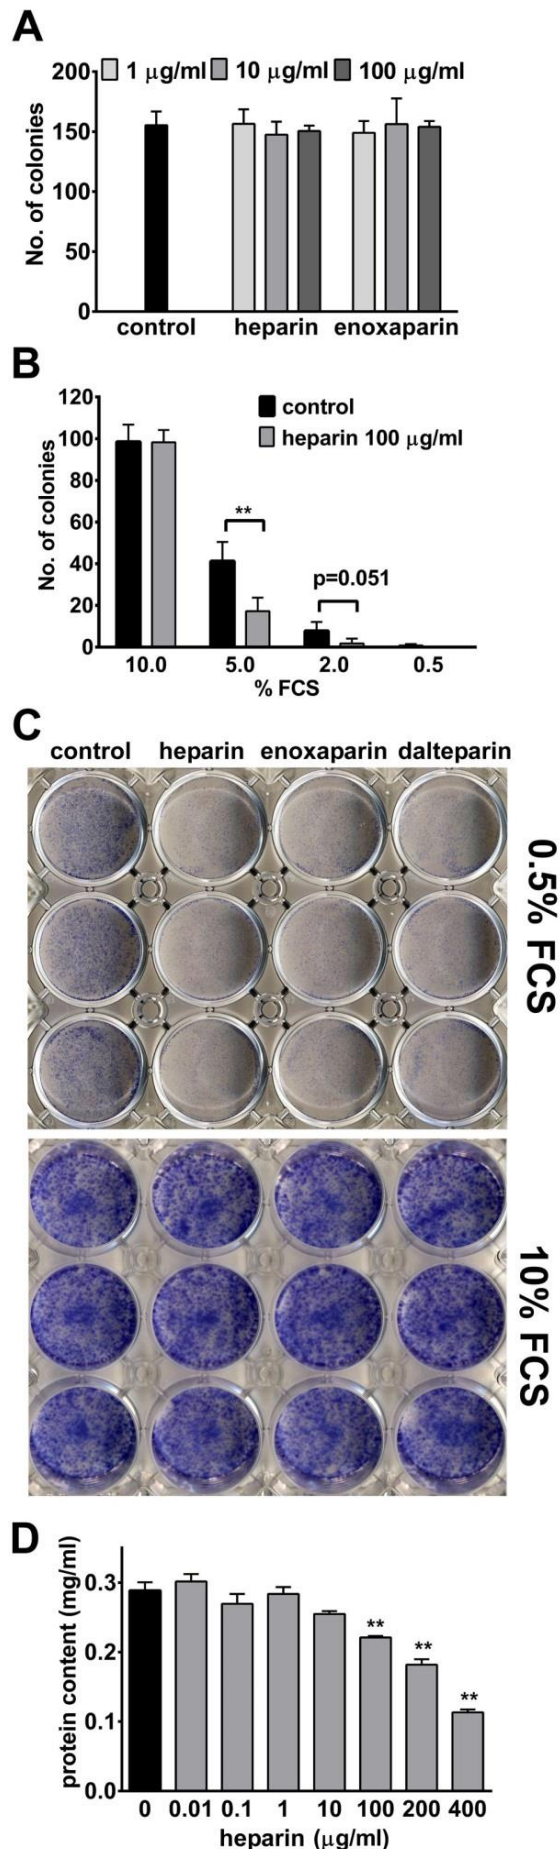 A
200
1 µg/ml 10 µg/ml 100 µg/ml
150
100
50
0
No. of colonies
control heparin enoxaparin
B
120
100
80
60
40
20
0
No. of colonies
control
heparin 100 µg/ml
**
p=0.051
10.0 5.0 2.0 0.5
% FCS
C
control heparin enoxaparin dalteparin
0.5% FCS
10% FCS
D
0.3
0.2
0.1
0.0
protein content (mg/ml)
**
**
**
0 0.01 0.1 1 10 100 200 400
heparin (µg/ml)